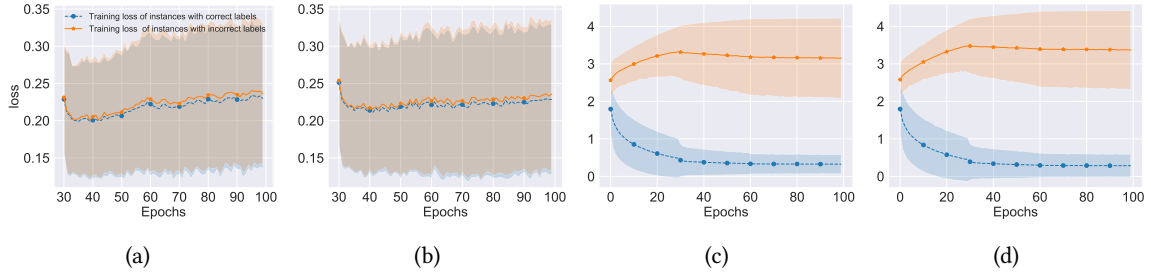 Training loss of instances with correct labels
Training loss of instances with incorrect labels
0.35
0.30
0.25
0.20
0.15
loss
30 40 50 60 70 80 90 100
Epochs
(a)
0.35
0.30
0.25
0.20
0.15
30 40 50 60 70 80 90 100
Epochs
(b)
4
3
2
1
0
0 20 40 60 80 100
Epochs
(c)
4
3
2
1
0
0 20 40 60 80 100
Epochs
(d)